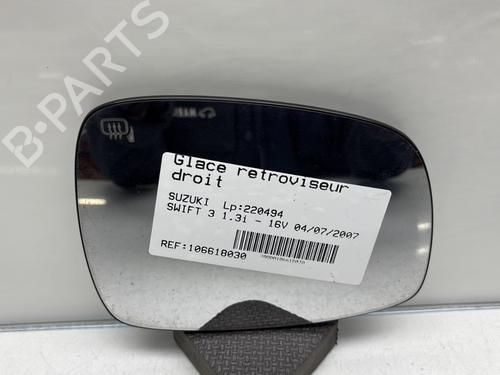 B-PARTS
Glace retroviseur
droit
SUZUKI Lp:220494
SWIFT 3 1.3i - 16V 04/07/2007
REF:106618030